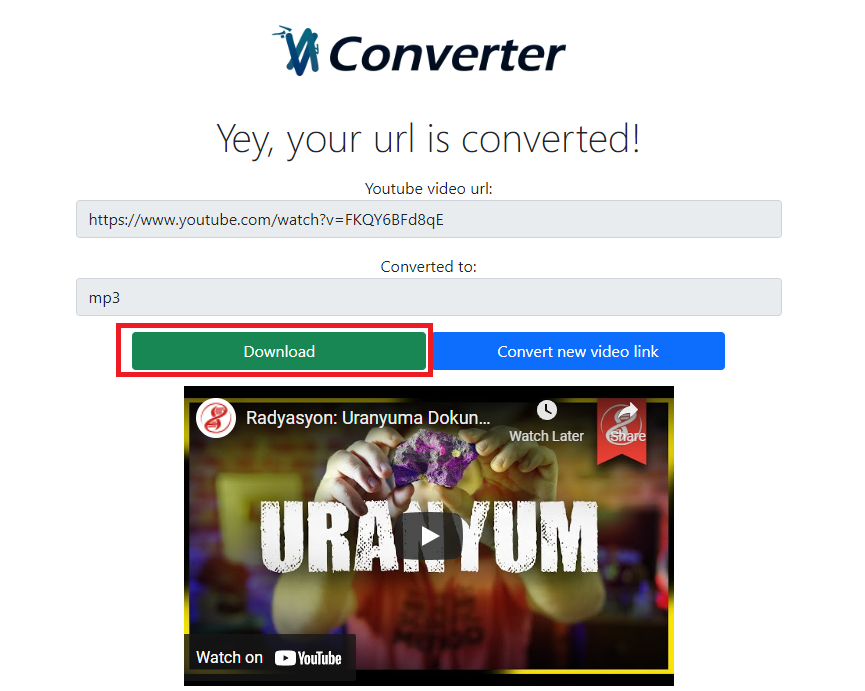 Converter
Yey, your url is converted!
Youtube video url:
https://www.youtube.com/watch?v=FKQY6BFd8qE
Converted to:
mp3
Download
Convert new video link
Radyasyon: Uranyuma Dokun...
Watch Later
Share
URANYUM
Watch on YouTube